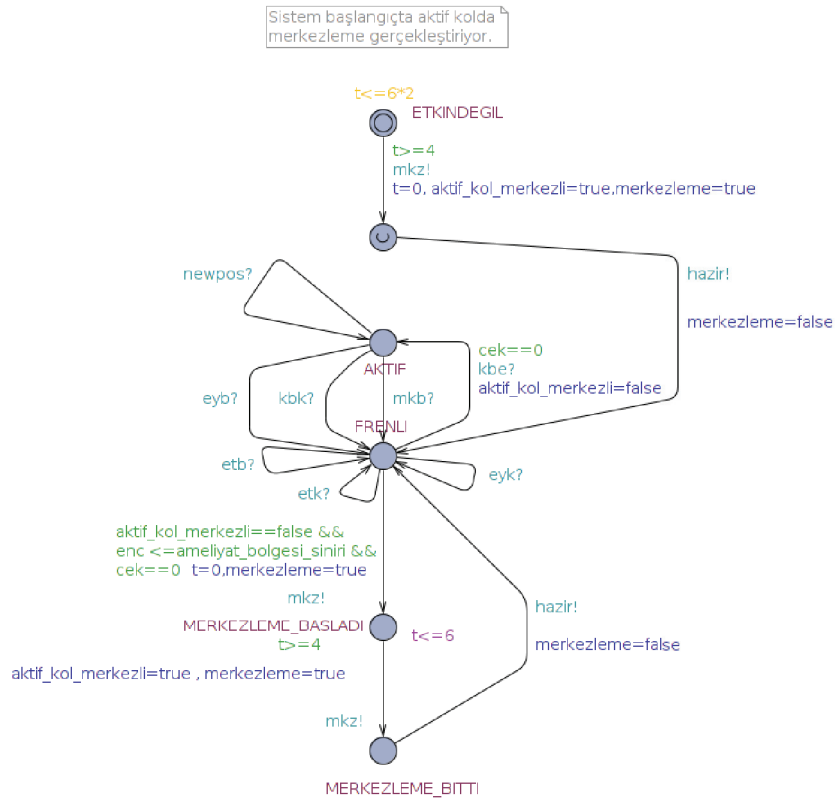 Sistem başlangıçta aktif kolda
merkezleme gerçekleştiriyor.
t<=6*2
ETKINDEGIL
t>=4
mkz!
t=0, aktif_kol_merkezli=true,merkezleme=true
newpos?
hazir!
merkezleme=false
cek==0
kbe?
aktif_kol_merkezli=false
AKTIF
eyb?
kbk?
mkb?
FRENLI
etb?
etk?
eyk?
aktif_kol_merkezli==false &&
enc <=ameliyat_bolgesi_siniri &&
cek==0 t=0,merkezleme=true
mkz!
hazir!
MERKEZLEME_BASLADI
t<=6
t>=4
merkezleme=false
aktif_kol_merkezli=true , merkezleme=true
mkz!
MERKEZLEME_BITTI